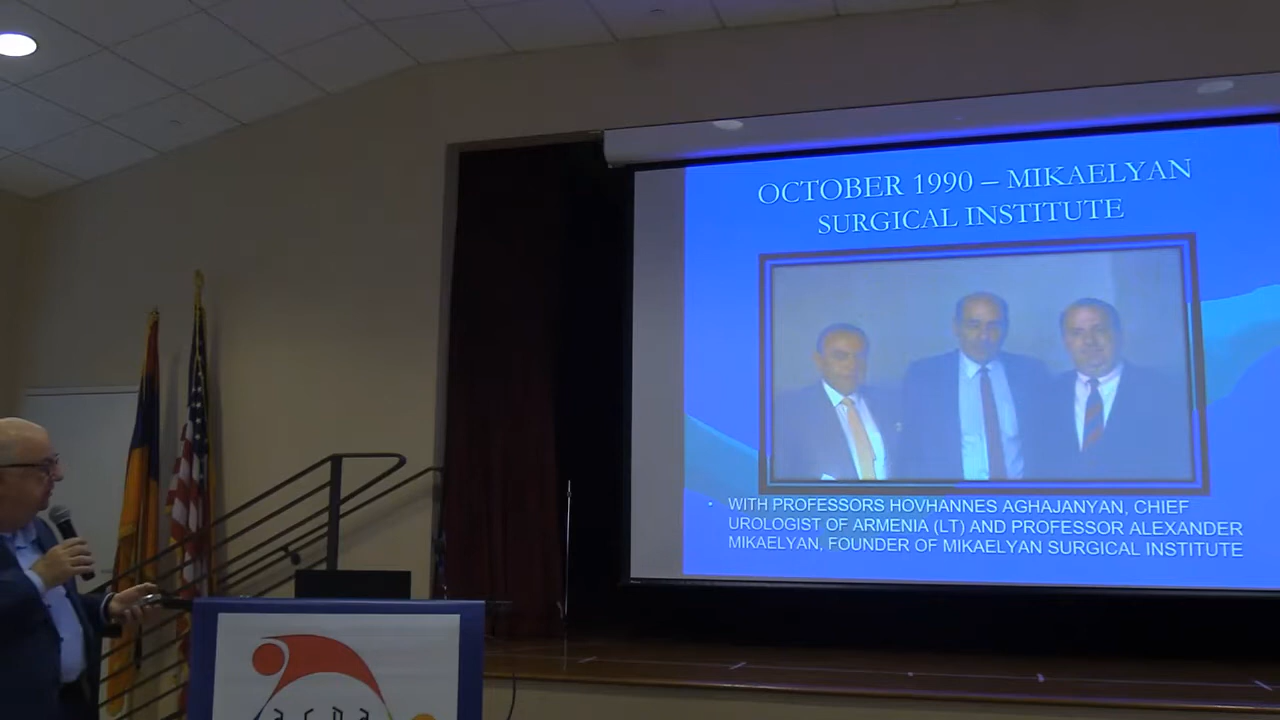 OCTOBER 1990 – MIKAELYAN
SURGICAL INSTITUTE
WITH PROFESSORS HOVHANNES AGHAJANYAN, CHIEF
UROLOGIST OF ARMENIA (LT) AND PROFESSOR ALEXANDER
MIKAELYAN, FOUNDER OF MIKAELYAN SURGICAL INSTITUTE